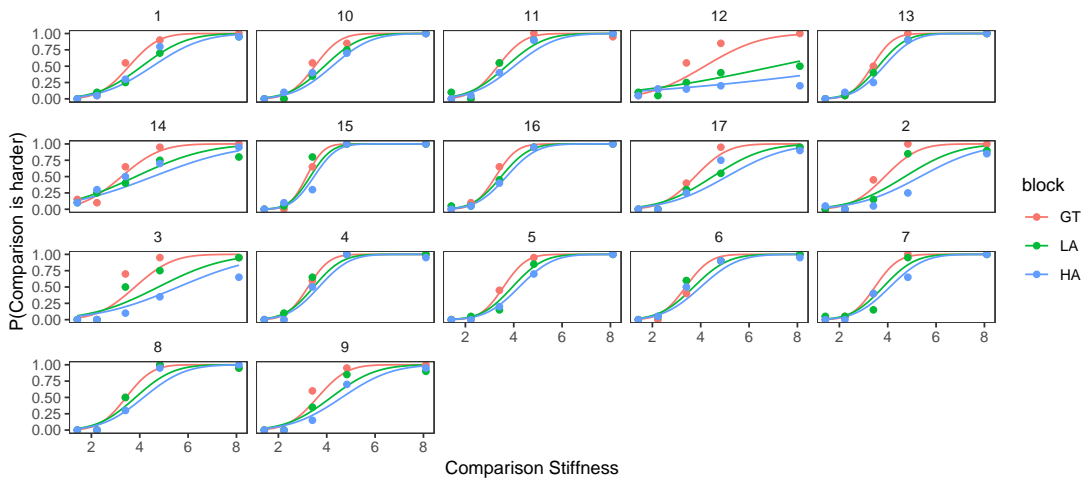 1 10 11 12 13
1.00
0.75
0.50
0.25
0.00
14 15 16 17 2
1.00
0.75
0.50
0.25
0.00
3 4 5 6 7
1.00
0.75
0.50
0.25
0.00
2 4 6 8 2 4 6 8 2 4 6 8
8 9
1.00
0.75
0.50
0.25
0.00
2 4 6 8 2 4 6 8
P(Comparison is harder)
Comparison Stiffness
block
GT
LA
HA